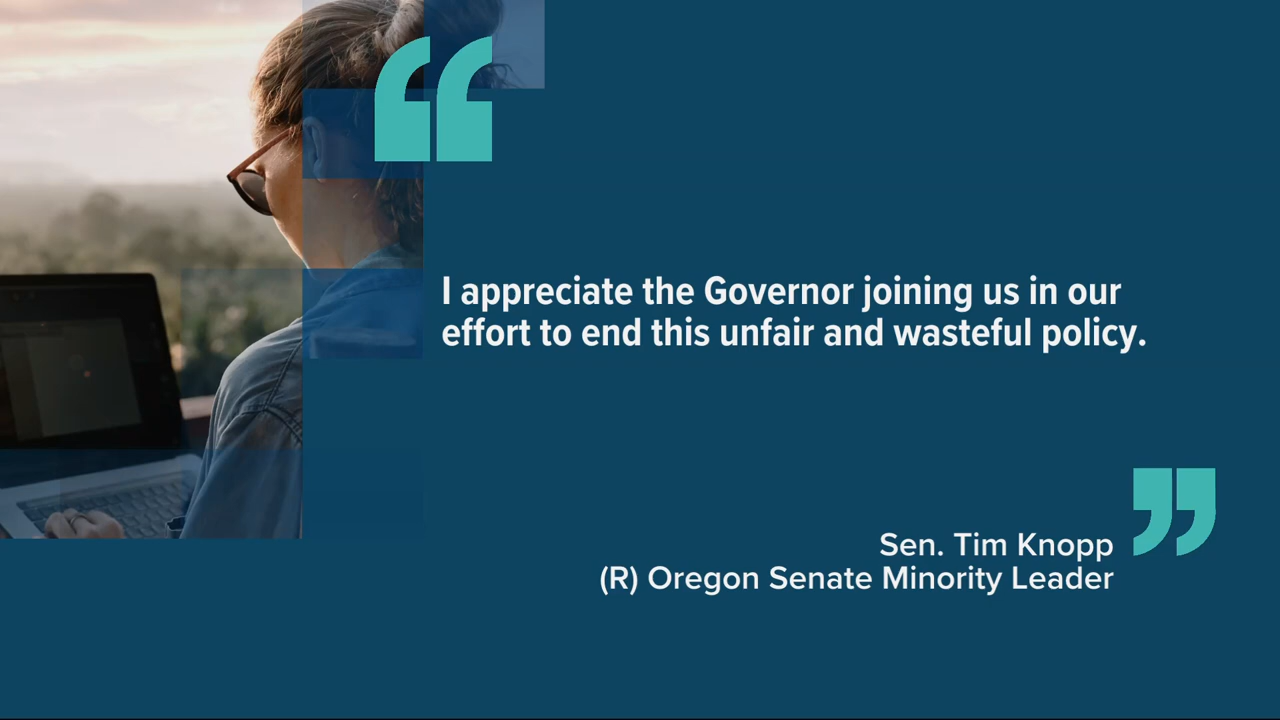 “
I appreciate the Governor joining us in our
effort to end this unfair and wasteful policy.
”
Sen. Tim Knopp
(R) Oregon Senate Minority Leader